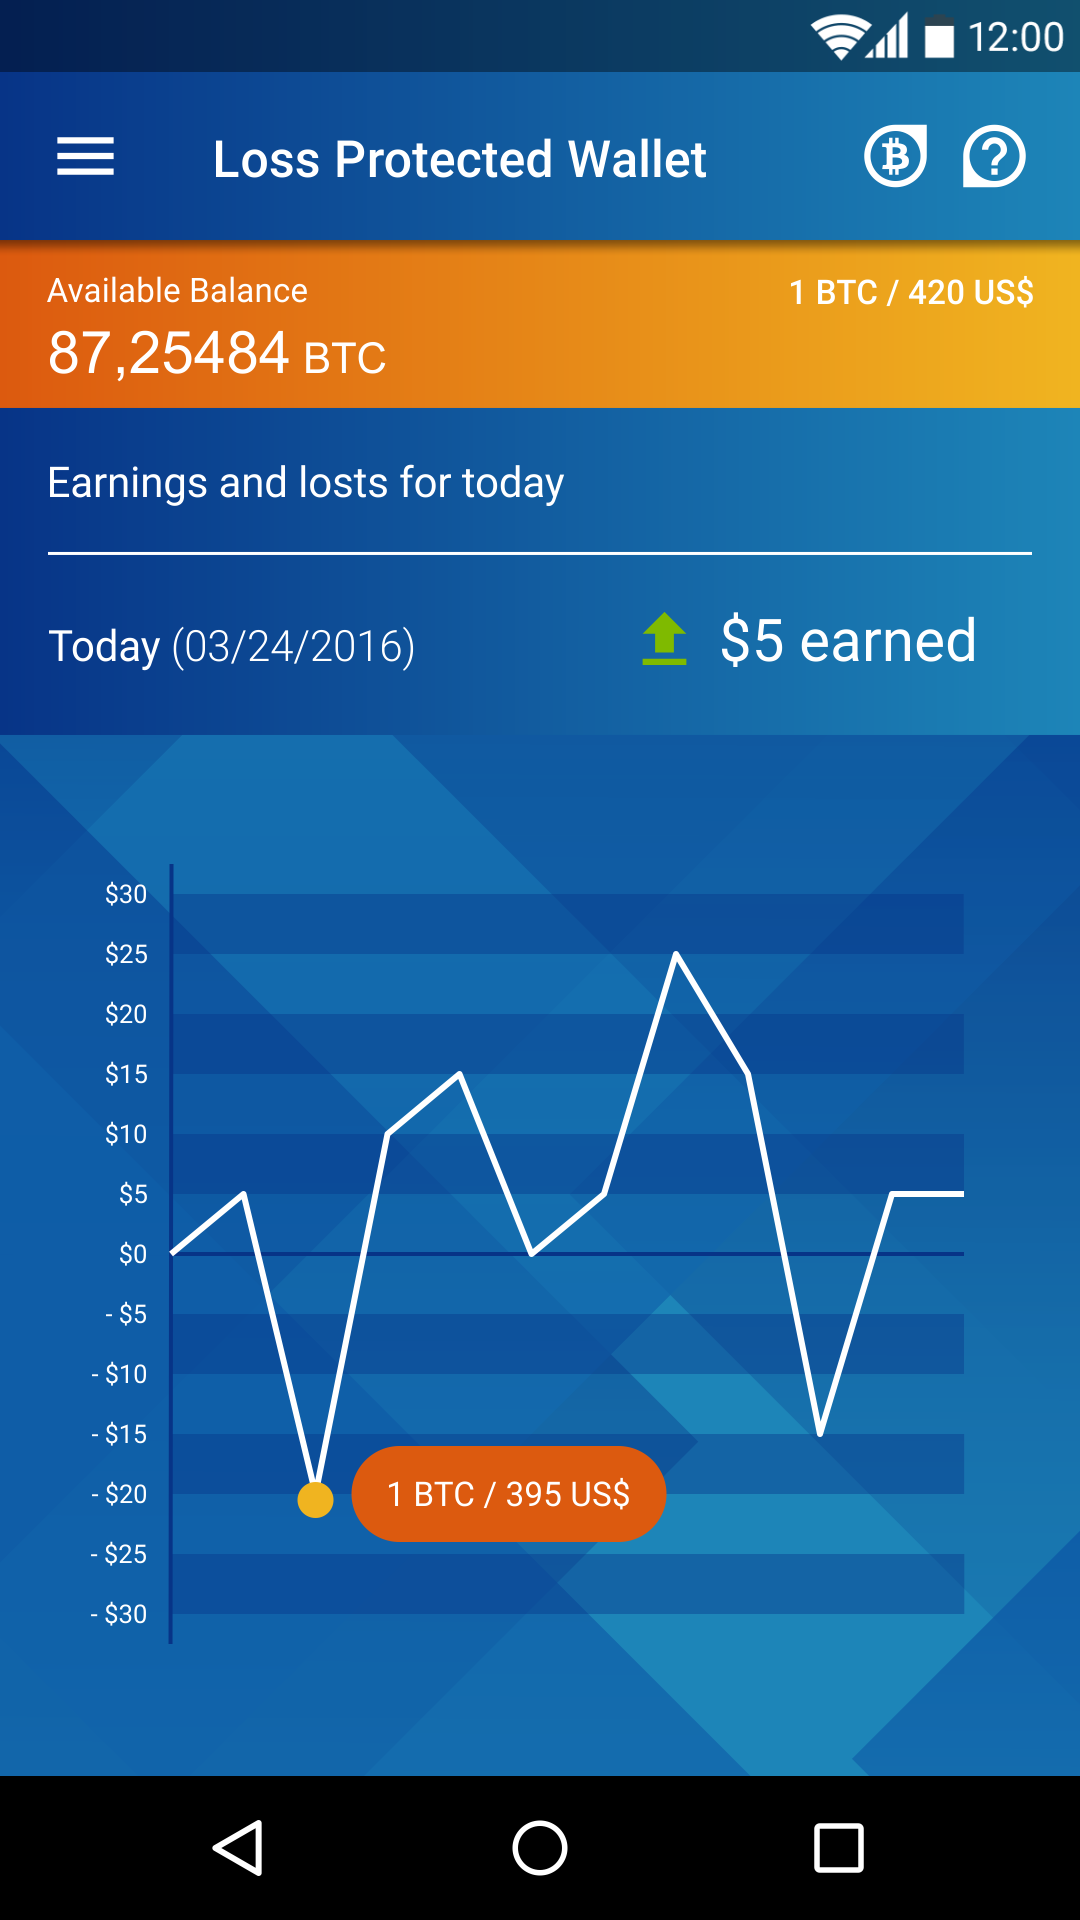 12:00
Loss Protected Wallet
Available Balance
1 BTC / 420 US$
87,25484 BTC
Earnings and losts for today
Today (03/24/2016)
$5 earned
$30
$25
$20
$15
$10
$5
$0
- $5
- $10
- $15
- $20
- $25
- $30
1 BTC / 395 US$